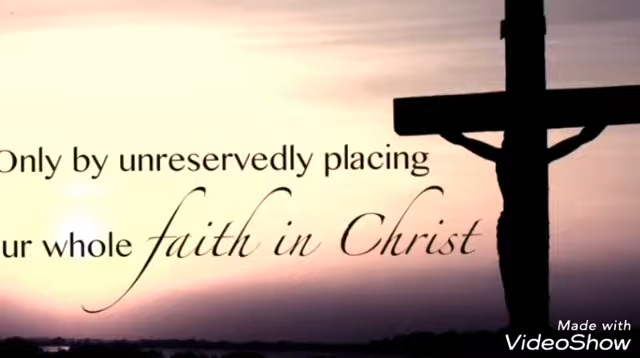 Only by unreservedly placing
ur whole faith in Christ
Made with
VideoShow